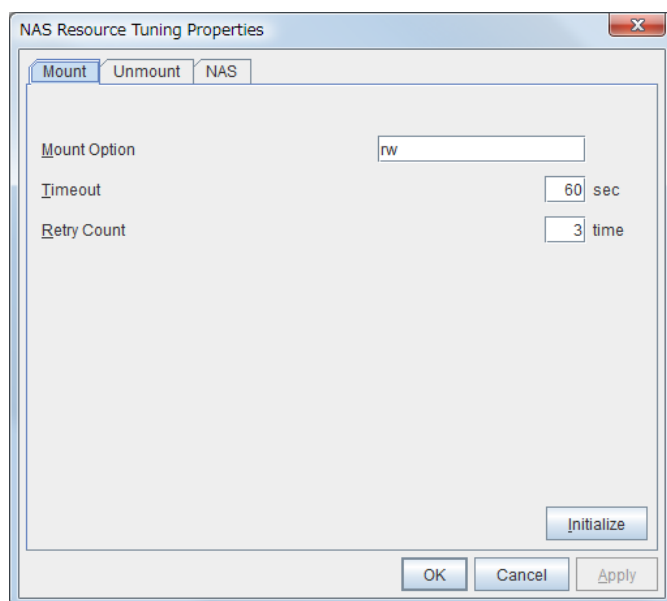 NAS Resource Tuning Properties
Mount Unmount NAS
Mount Option rw
Timeout 60 sec
Retry Count 3 time
Initialize
OK Cancel Apply